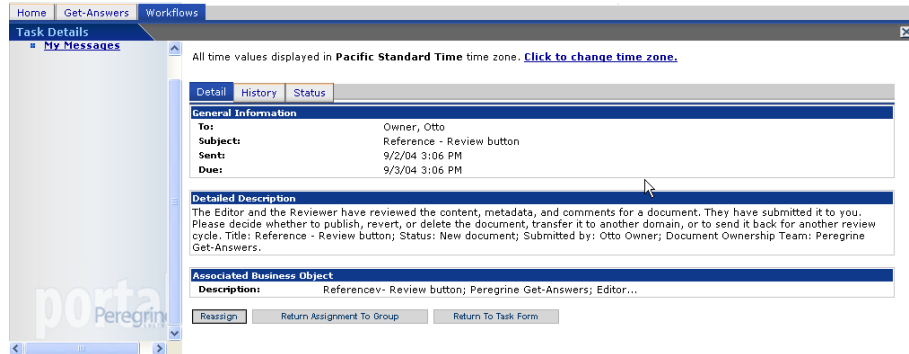 Home Get-Answers Workflows
Task Details
My Messages
All time values displayed in Pacific Standard Time time zone. Click to change time zone.
Detail History Status
General Information
To: Owner, Otto
Subject: Reference - Review button
Sent: 9/2/04 3:06 PM
Due: 9/3/04 3:06 PM
Detailed Description
The Editor and the Reviewer have reviewed the content, metadata, and comments for a document. They have submitted it to you.
Please decide whether to publish, revert, or delete the document, transfer it to another domain, or to send it back for another review
cycle. Title: Reference - Review button; Status: New document; Submitted by: Otto Owner; Document Ownership Team: Peregrine
Get-Answers.
Associated Business Object
Description: Referencev- Review button; Peregrine Get-Answers; Editor...
portal
Peregrin
Reassign Return Assignment To Group Return To Task Form